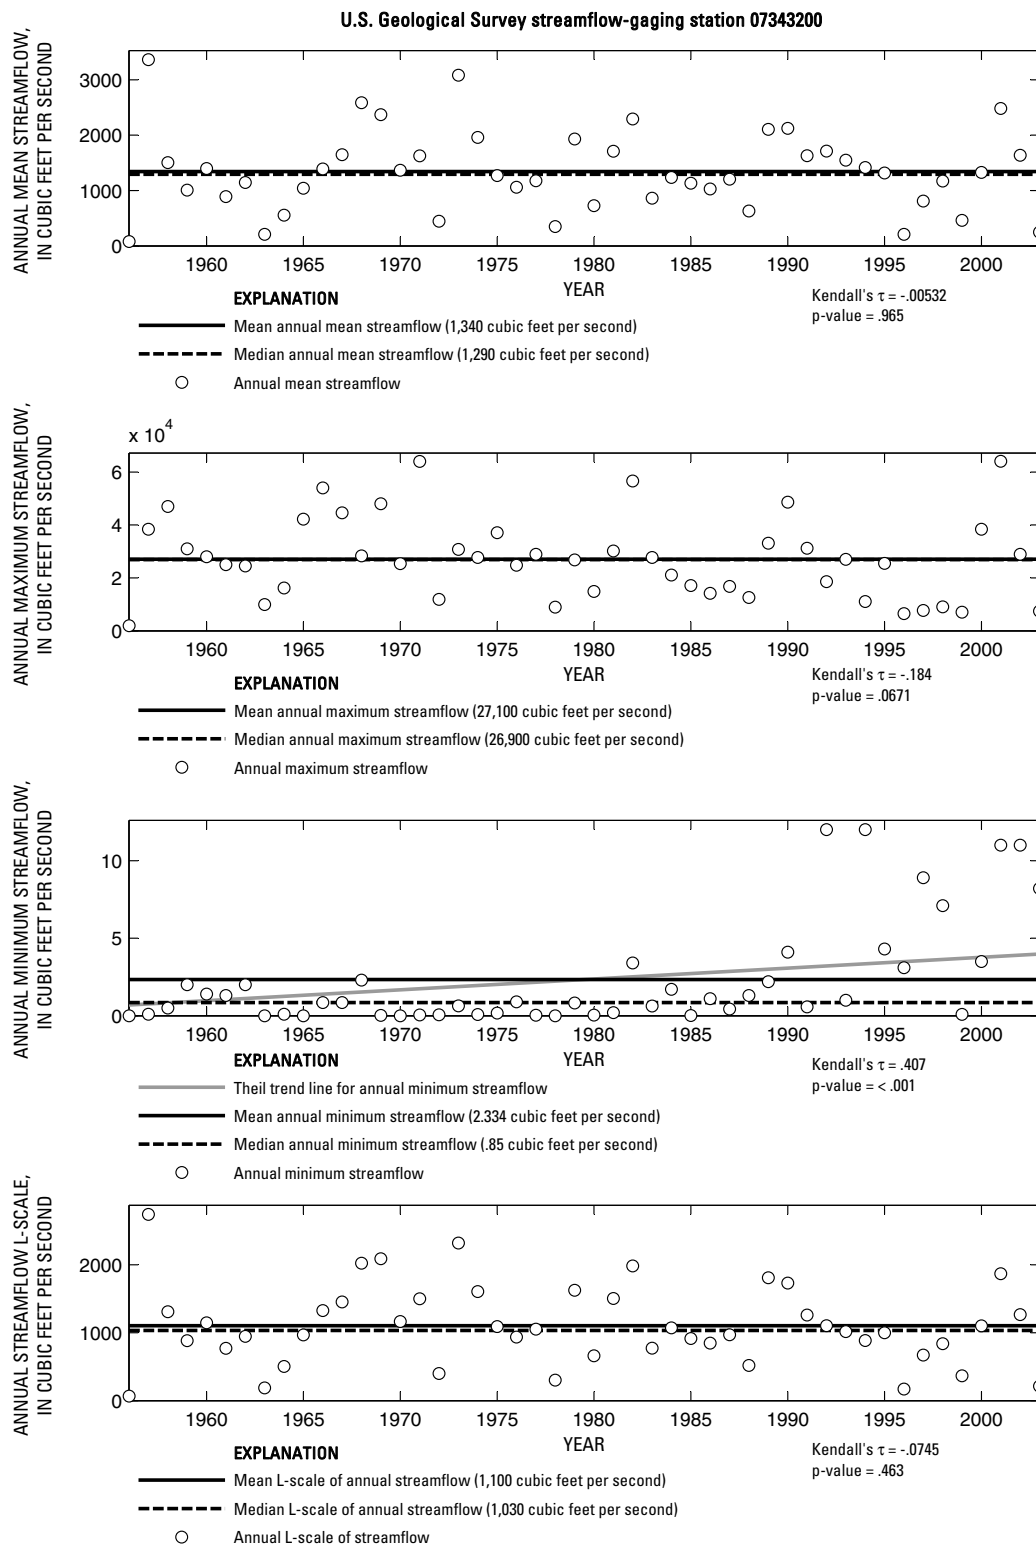 U.S. Geological Survey streamflow-gaging station 07343200
ANNUAL MEAN STREAMFLOW,
IN CUBIC FEET PER SECOND
3000
2000
1000
0
1960 1965 1970 1975 1980 1985 1990 1995 2000
YEAR
Kendall's τ = -.00532
p-value = .965
EXPLANATION
Mean annual mean streamflow (1,340 cubic feet per second)
Median annual mean streamflow (1,290 cubic feet per second)
Annual mean streamflow
ANNUAL MAXIMUM STREAMFLOW,
IN CUBIC FEET PER SECOND
x 10^4
6
4
2
0
1960 1965 1970 1975 1980 1985 1990 1995 2000
YEAR
Kendall's τ = -.184
p-value = .0671
EXPLANATION
Mean annual maximum streamflow (27,100 cubic feet per second)
Median annual maximum streamflow (26,900 cubic feet per second)
Annual maximum streamflow
ANNUAL MINIMUM STREAMFLOW,
IN CUBIC FEET PER SECOND
10
5
0
1960 1965 1970 1975 1980 1985 1990 1995 2000
YEAR
Kendall's τ = .407
p-value = < .001
EXPLANATION
Theil trend line for annual minimum streamflow
Mean annual minimum streamflow (2.334 cubic feet per second)
Median annual minimum streamflow (.85 cubic feet per second)
Annual minimum streamflow
ANNUAL STREAMFLOW L-SCALE,
IN CUBIC FEET PER SECOND
2000
1000
0
1960 1965 1970 1975 1980 1985 1990 1995 2000
YEAR
Kendall's τ = -.0745
p-value = .463
EXPLANATION
Mean L-scale of annual streamflow (1,100 cubic feet per second)
Median L-scale of annual streamflow (1,030 cubic feet per second)
Annual L-scale of streamflow